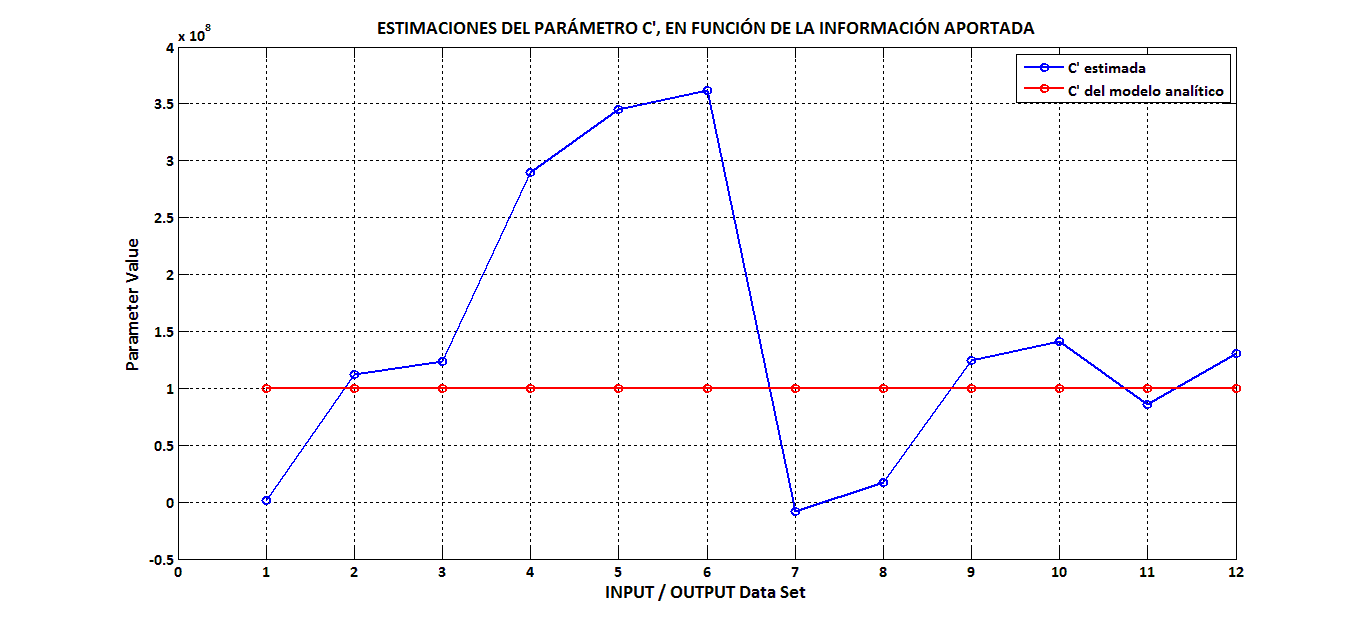 ESTIMACIONES DEL PARÁMETRO C', EN FUNCIÓN DE LA INFORMACIÓN APORTADA
x 10^8
C' estimada
C' del modelo analítico
4
3.5
3
2.5
2
1.5
1
0.5
0
-0.5
Parameter Value
0 1 2 3 4 5 6 7 8 9 10 11 12
INPUT / OUTPUT Data Set